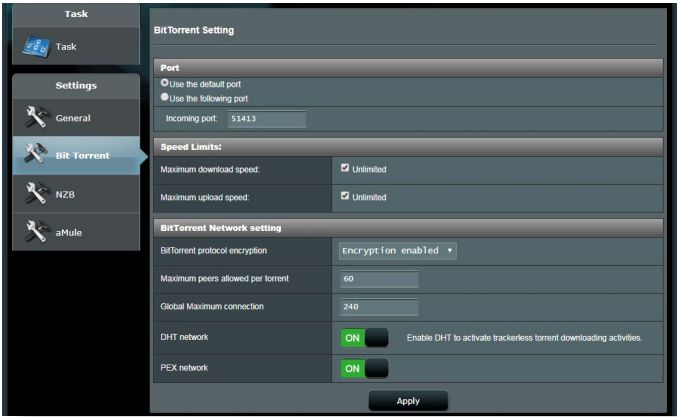 Task
Task
Settings
General
Bit Torrent
NZB
aMule
BitTorrent Setting
Port
Use the default port
Use the following port
Incoming port: 51413
Speed Limits:
Maximum download speed: Unlimited
Maximum upload speed: Unlimited
BitTorrent Network setting
BitTorrent protocol encryption Encryption enabled
Maximum peers allowed per torrent 60
Global Maximum connection 240
DHT network ON Enable DHT to activate trackerless torrent downloading activities.
PEX network ON
Apply